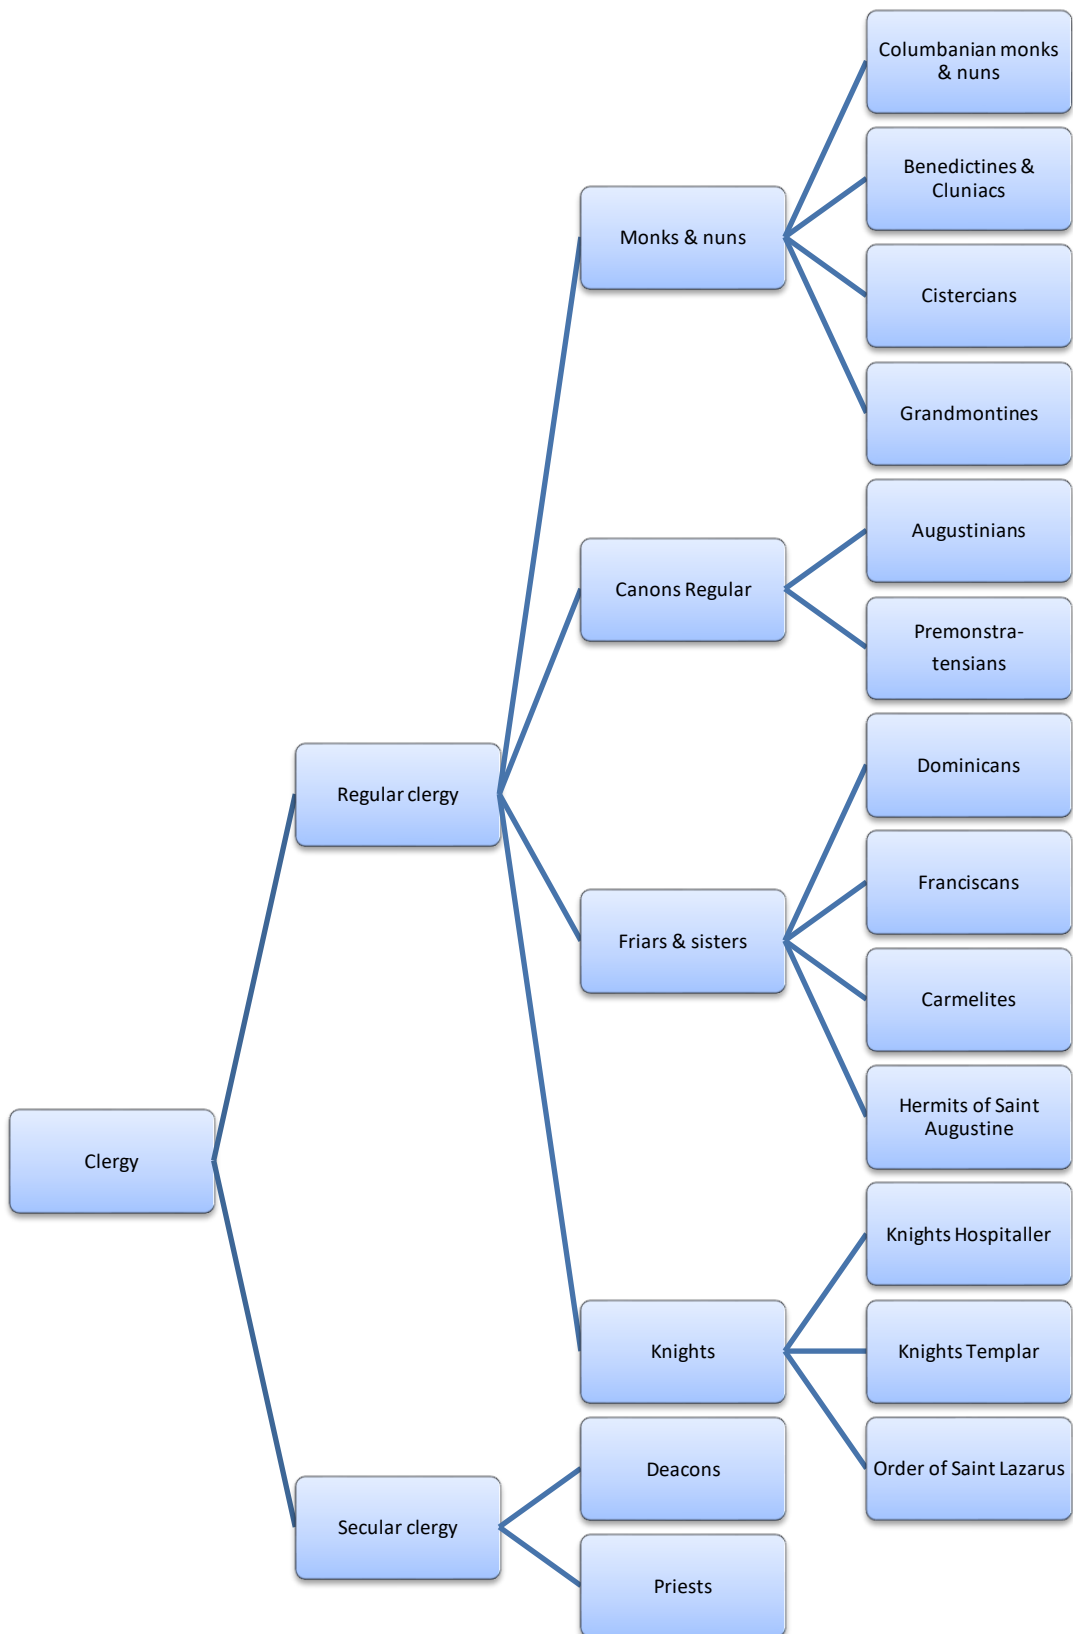 Columbanian monks
& nuns
Benedictines &
Cluniacs
Monks & nuns
Cistercians
Grandmontines
Augustinians
Canons Regular
Premonstra-
tensians
Dominicans
Regular clergy
Franciscans
Friars & sisters
Carmelites
Hermits of Saint
Augustine
Clergy
Knights Hospitaller
Knights
Knights Templar
Order of Saint Lazarus
Deacons
Secular clergy
Priests